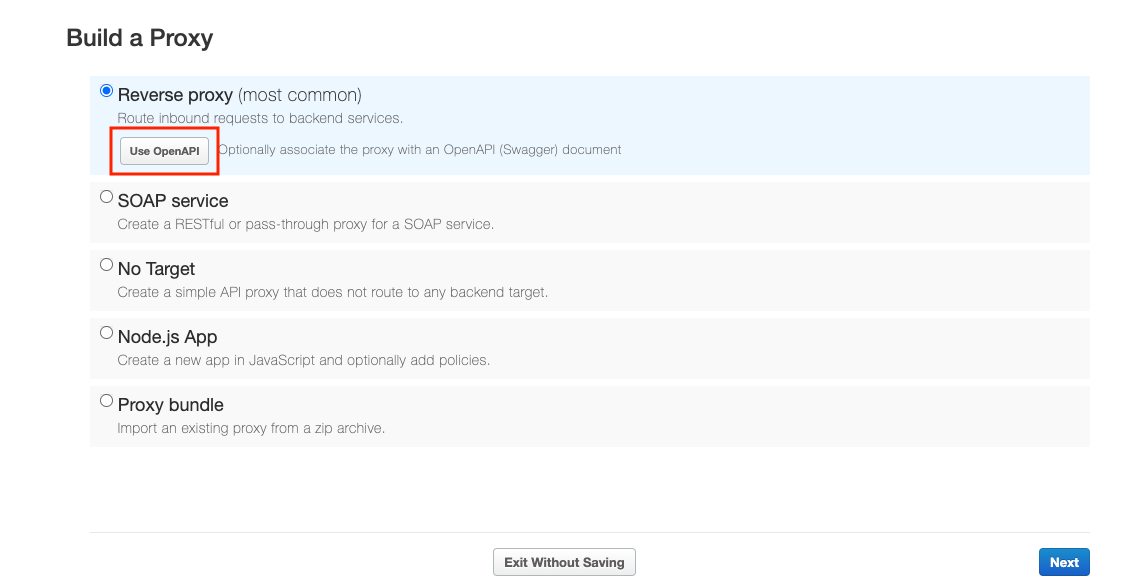 Build a Proxy
Reverse proxy (most common)
Route inbound requests to backend services.
Use OpenAPI Optionally associate the proxy with an OpenAPI (Swagger) document
SOAP service
Create a RESTful or pass-through proxy for a SOAP service.
No Target
Create a simple API proxy that does not route to any backend target.
Node.js App
Create a new app in JavaScript and optionally add policies.
Proxy bundle
Import an existing proxy from a zip archive.
Exit Without Saving Next